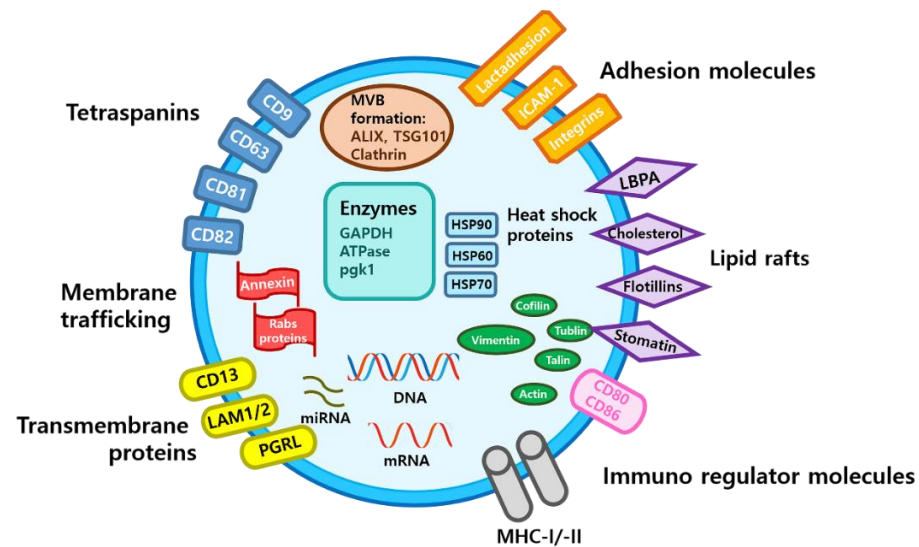 Tetraspanins
CD9
CD63
CD81
CD82
MVB
formation:
ALIX, TSG101
Clathrin
Lactadhesion
ICAM-1
Integrins
Adhesion molecules
Enzymes
GAPDH
ATPase
pgk1
HSP90
HSP60
HSP70
Heat shock
proteins
LBPA
Cholesterol
Flotillins
Stomatin
Lipid rafts
Membrane
trafficking
Annexin
Rabs
proteins
Cofilin
Vimentin
Tublin
Talin
Actin
Transmembrane
proteins
CD13
LAM1/2
PGRL
miRNA
DNA
mRNA
CD80
CD86
Immuno regulator molecules
MHC-I/-II